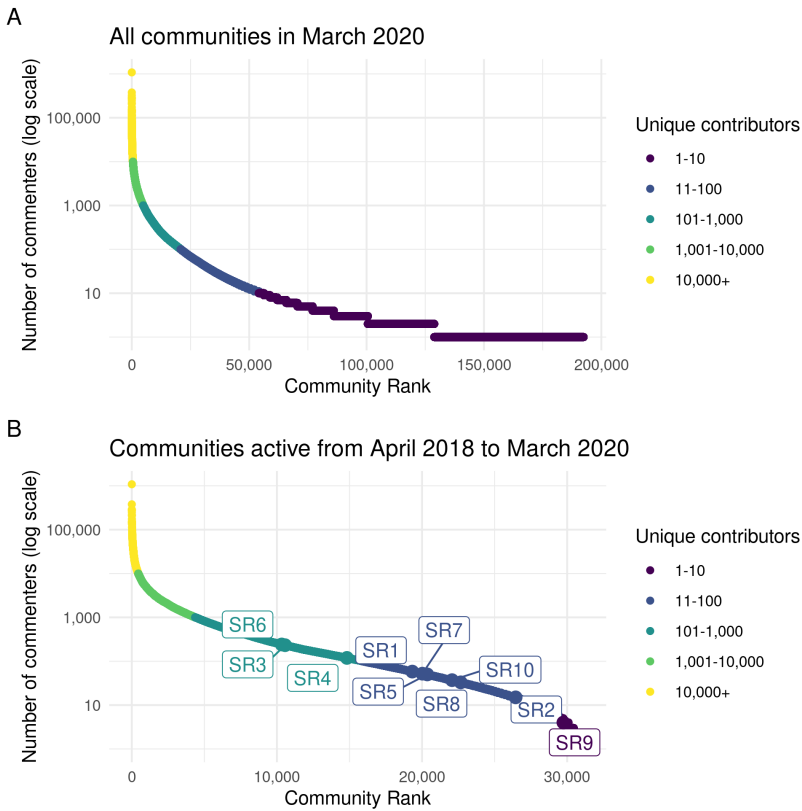 A
All communities in March 2020
Number of commenters (log scale)
100,000
1,000
10
0
50,000
100,000
150,000
200,000
Community Rank
Unique contributors
1-10
11-100
101-1,000
1,001-10,000
10,000+
B
Communities active from April 2018 to March 2020
Number of commenters (log scale)
100,000
1,000
10
SR6
SR7
SR1
SR3
SR10
SR4
SR5
SR8
SR2
SR9
0
10,000
20,000
30,000
Community Rank
Unique contributors
1-10
11-100
101-1,000
1,001-10,000
10,000+